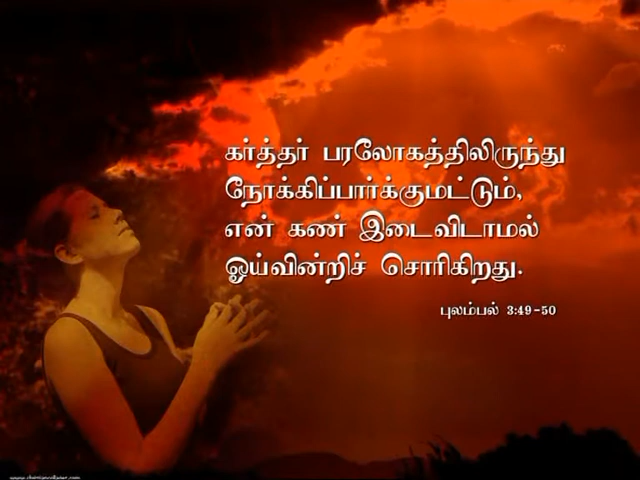 கர்த்தர் பரலோகத்திலிருந்து
நோக்கிப்பார்க்குமட்டும்,
என் கண் இடைவிடாமல்
ஓய்வின்றிச் சொரிகிறது.
புலம்பல் 3:49-50